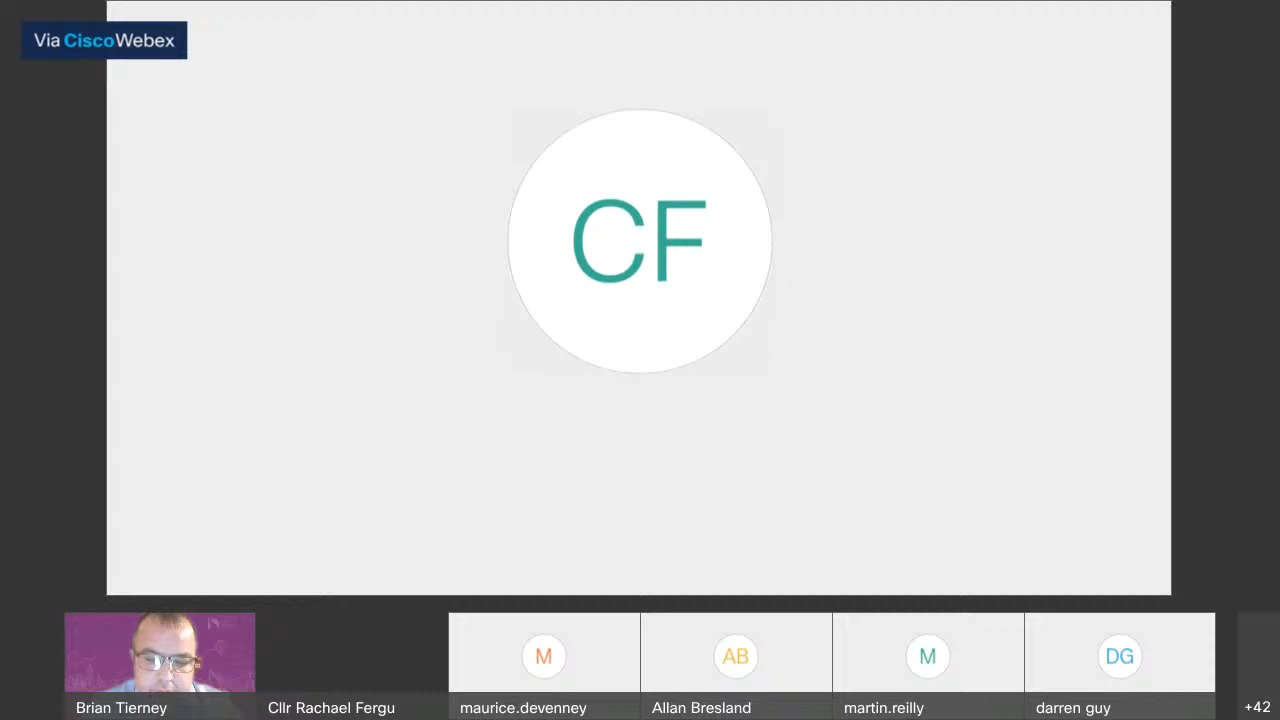 Via CiscoWebex
CF
M
AB
M
DG
Brian Tierney
Cllr Rachael Fergu
maurice.devenney
Allan Bresland
martin.reilly
darren guy
+42